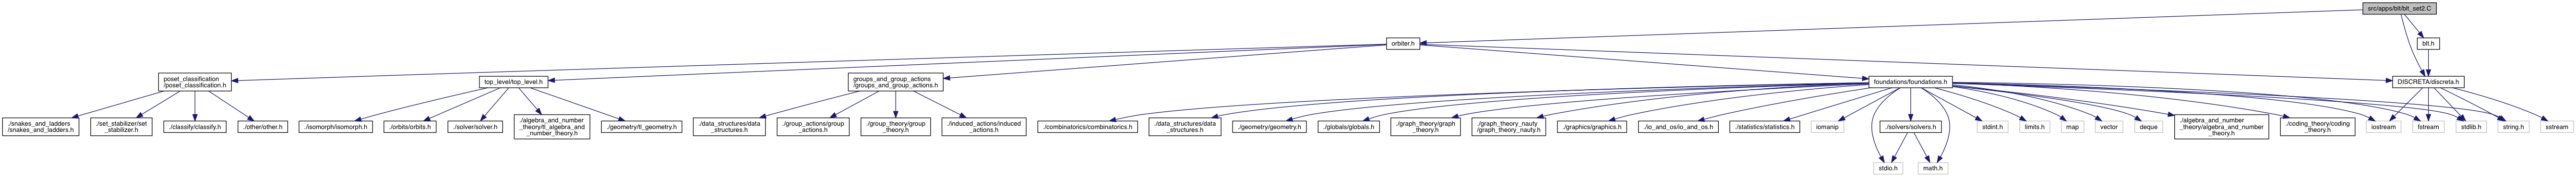 src/apps/blt/blt_set2.C
orbiter.h
blt.h
poset_classification
/poset_classification.h
top_level/top_level.h
groups_and_group_actions
/groups_and_group_actions.h
foundations/foundations.h
DISCRETA/discreta.h
./snakes_and_ladders
/snakes_and_ladders.h
./set_stabilizer/set
_stabilizer.h
./classify/classify.h
./other/other.h
./isomorph/isomorph.h
./orbits/orbits.h
./solver/solver.h
./algebra_and_number
_theory/tl_algebra_and
_number_theory.h
./geometry/tl_geometry.h
./data_structures/data
_structures.h
./group_actions/group
_actions.h
./group_theory/group
_theory.h
./induced_actions/induced
_actions.h
./combinatorics/combinatorics.h
./data_structures/data
_structures.h
./geometry/geometry.h
./globals/globals.h
./graph_theory/graph
_theory.h
./graph_theory_nauty
/graph_theory_nauty.h
./graphics/graphics.h
./io_and_os/io_and_os.h
./statistics/statistics.h
iomanip
./solvers/solvers.h
stdint.h
limits.h
map
vector
deque
./algebra_and_number
_theory/algebra_and_number
_theory.h
./coding_theory/coding
_theory.h
iostream
fstream
stdlib.h
string.h
sstream
stdio.h
math.h